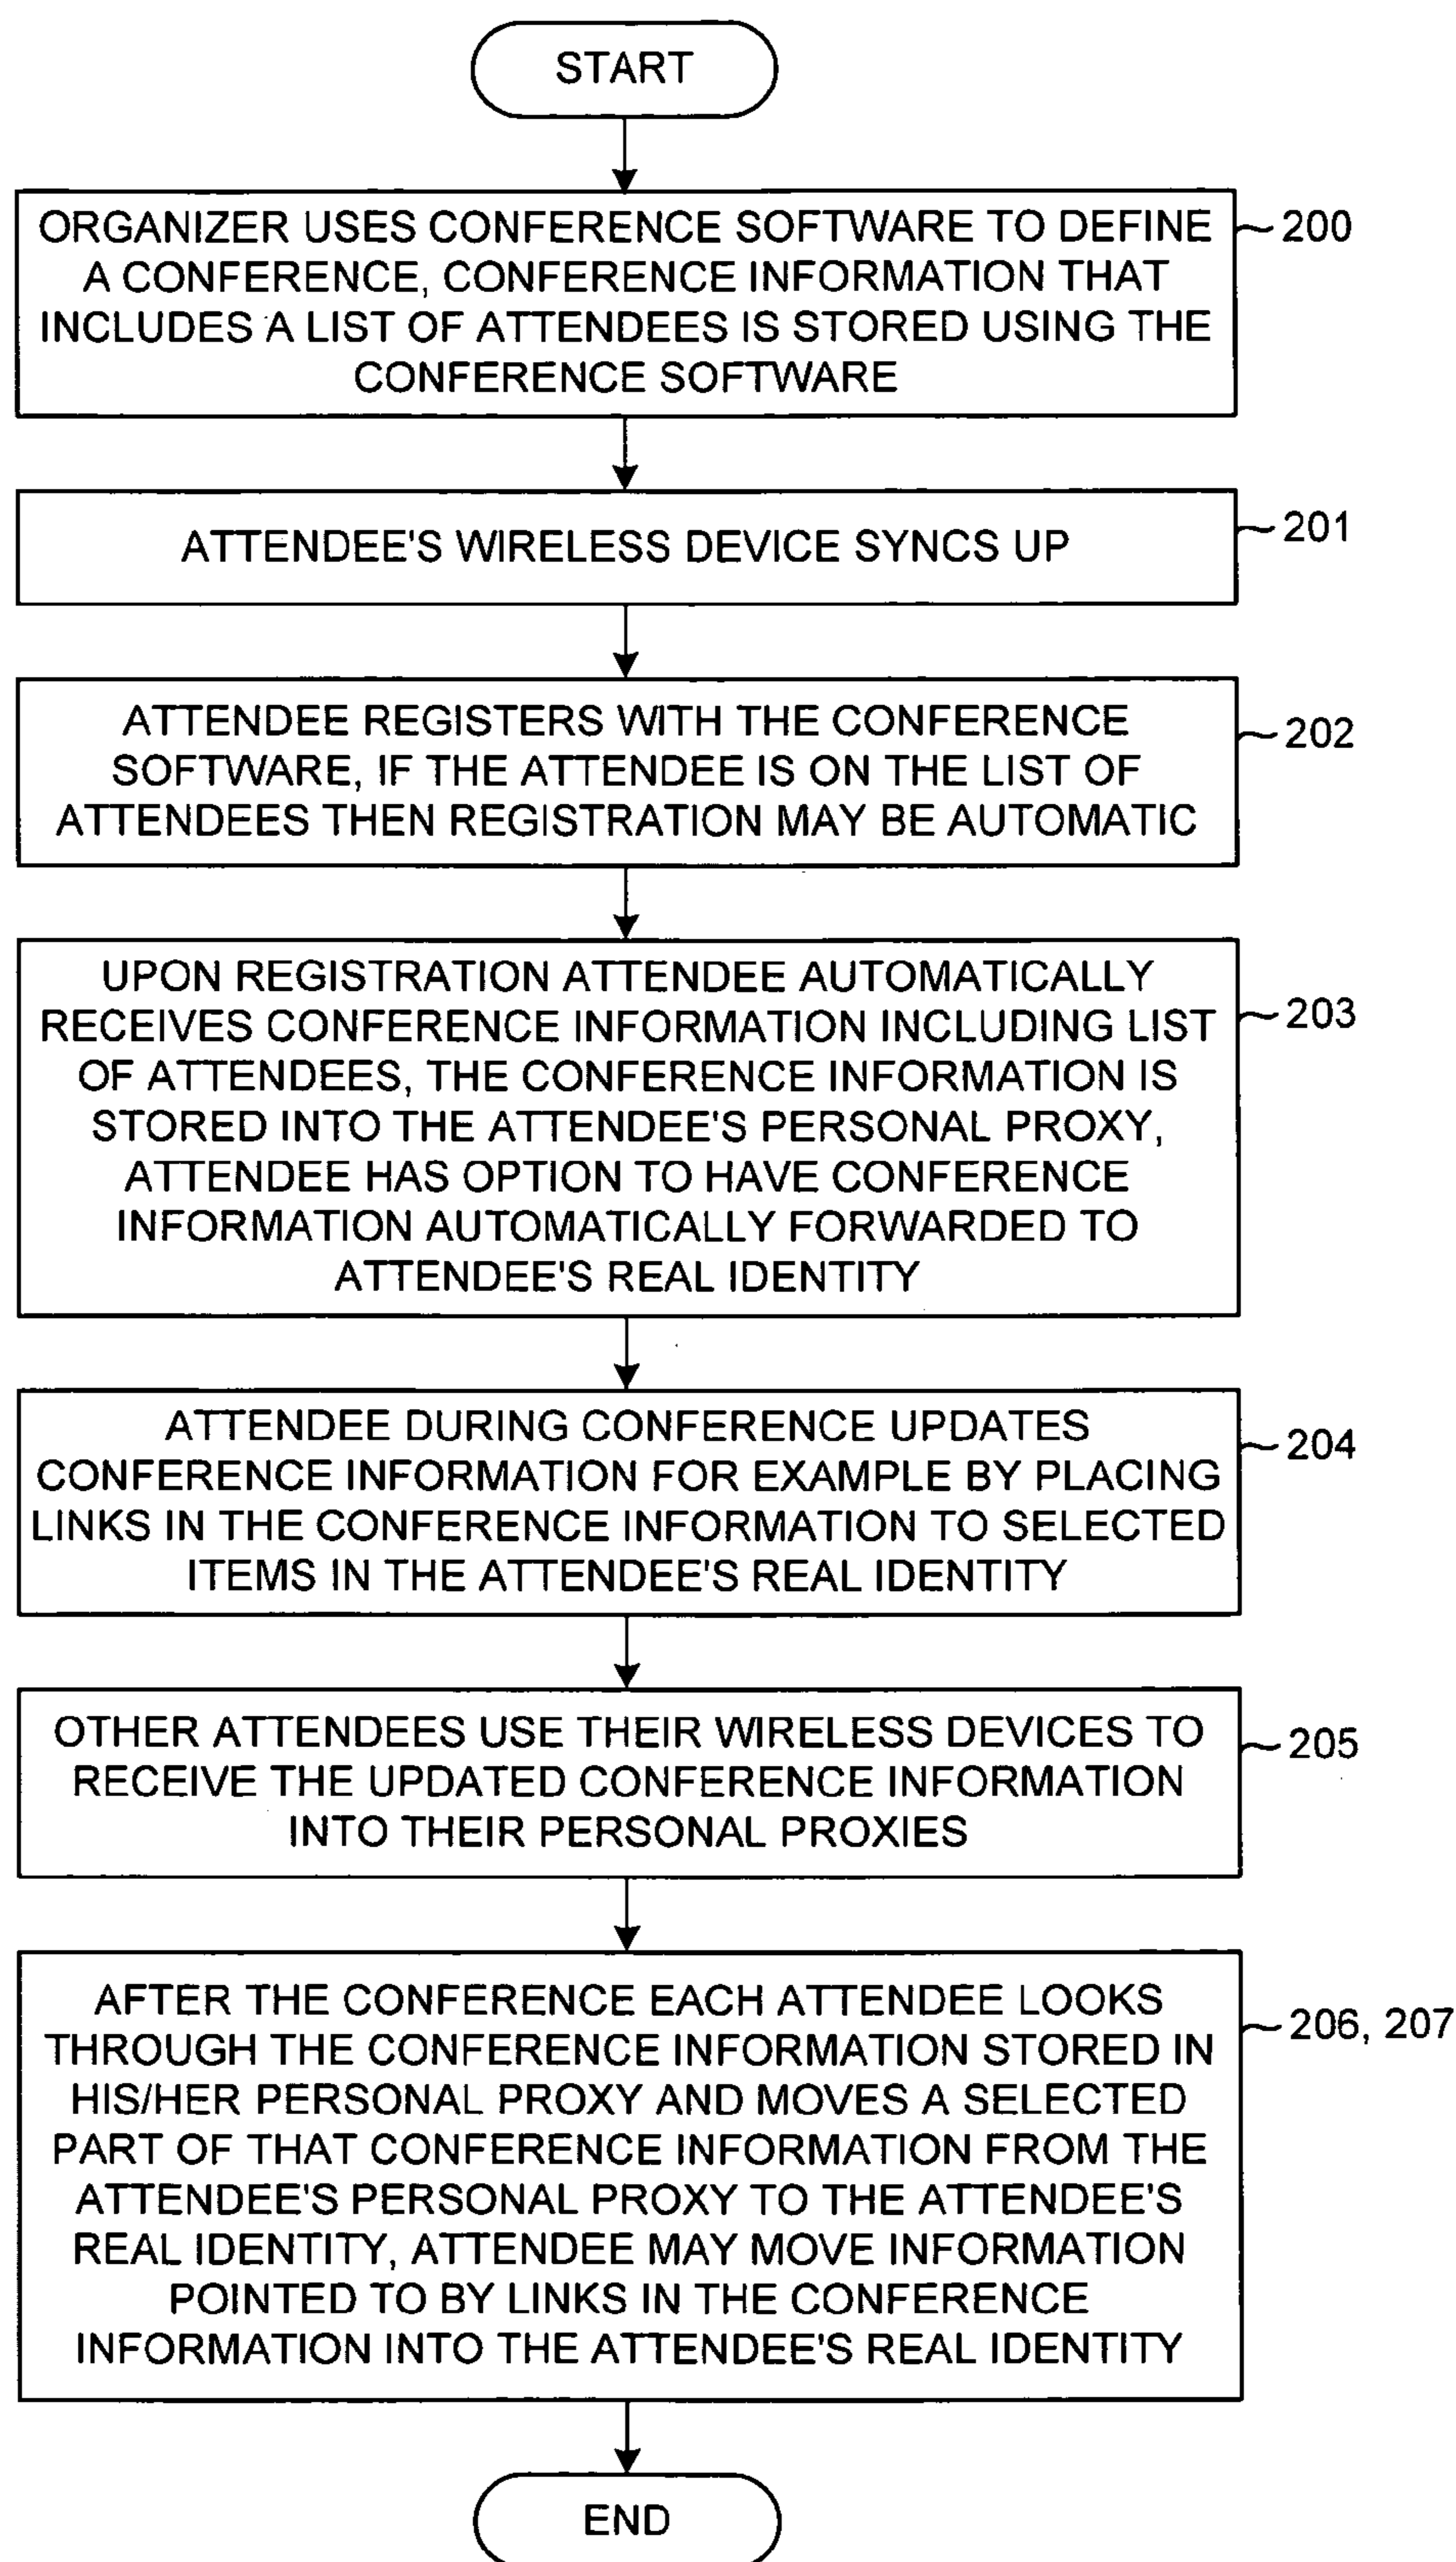 START
ORGANIZER USES CONFERENCE SOFTWARE TO DEFINE
A CONFERENCE, CONFERENCE INFORMATION THAT
INCLUDES A LIST OF ATTENDEES IS STORED USING THE
CONFERENCE SOFTWARE
200
ATTENDEE'S WIRELESS DEVICE SYNCS UP
201
ATTENDEE REGISTERS WITH THE CONFERENCE
SOFTWARE, IF THE ATTENDEE IS ON THE LIST OF
ATTENDEES THEN REGISTRATION MAY BE AUTOMATIC
202
UPON REGISTRATION ATTENDEE AUTOMATICALLY
RECEIVES CONFERENCE INFORMATION INCLUDING LIST
OF ATTENDEES, THE CONFERENCE INFORMATION IS
STORED INTO THE ATTENDEE'S PERSONAL PROXY,
ATTENDEE HAS OPTION TO HAVE CONFERENCE
INFORMATION AUTOMATICALLY FORWARDED TO
ATTENDEE'S REAL IDENTITY
203
ATTENDEE DURING CONFERENCE UPDATES
CONFERENCE INFORMATION FOR EXAMPLE BY PLACING
LINKS IN THE CONFERENCE INFORMATION TO SELECTED
ITEMS IN THE ATTENDEE'S REAL IDENTITY
204
OTHER ATTENDEES USE THEIR WIRELESS DEVICES TO
RECEIVE THE UPDATED CONFERENCE INFORMATION
INTO THEIR PERSONAL PROXIES
205
AFTER THE CONFERENCE EACH ATTENDEE LOOKS
THROUGH THE CONFERENCE INFORMATION STORED IN
HIS/HER PERSONAL PROXY AND MOVES A SELECTED
PART OF THAT CONFERENCE INFORMATION FROM THE
ATTENDEE'S PERSONAL PROXY TO THE ATTENDEE'S
REAL IDENTITY, ATTENDEE MAY MOVE INFORMATION
POINTED TO BY LINKS IN THE CONFERENCE
INFORMATION INTO THE ATTENDEE'S REAL IDENTITY
206, 207
END